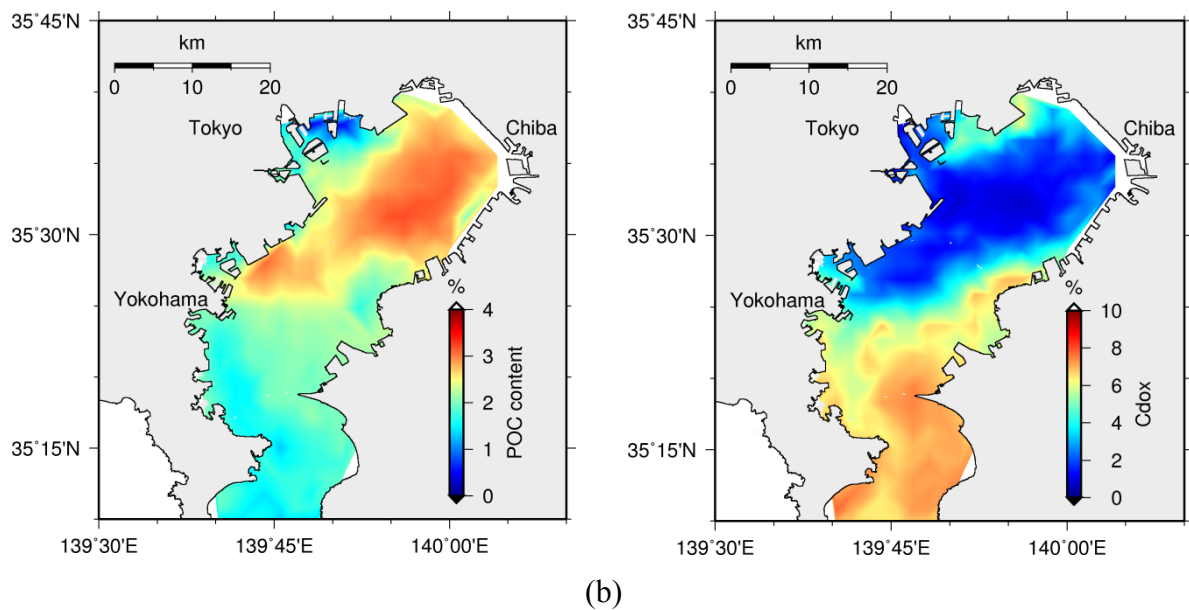 35˚45'N
km
0 10 20
Tokyo
Chiba
35˚30'N
Yokohama
%
4
3
2
1
0
POC content
35˚15'N
139˚30'E 139˚45'E 140˚00'E
35˚45'N
km
0 10 20
Tokyo
Chiba
35˚30'N
Yokohama
%
10
8
6
4
2
0
Cdox
35˚15'N
139˚30'E 139˚45'E 140˚00'E
(b)